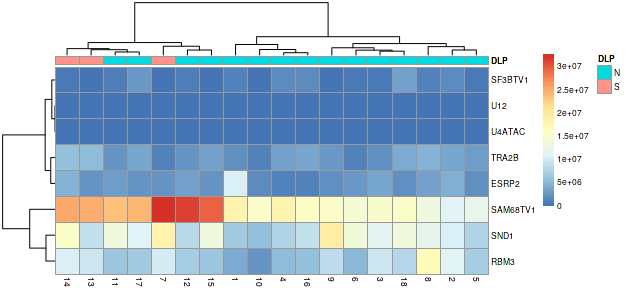 DLP
SF3BTV1
U12
U4ATAC
TRA2B
ESRP2
SAM68TV1
SND1
RBM3
14 13 11 17 7 12 15 1 10 4 16 9 6 3 18 8 2 5
3e+07
2.5e+07
2e+07
1.5e+07
1e+07
5e+06
0
DLP
N
S